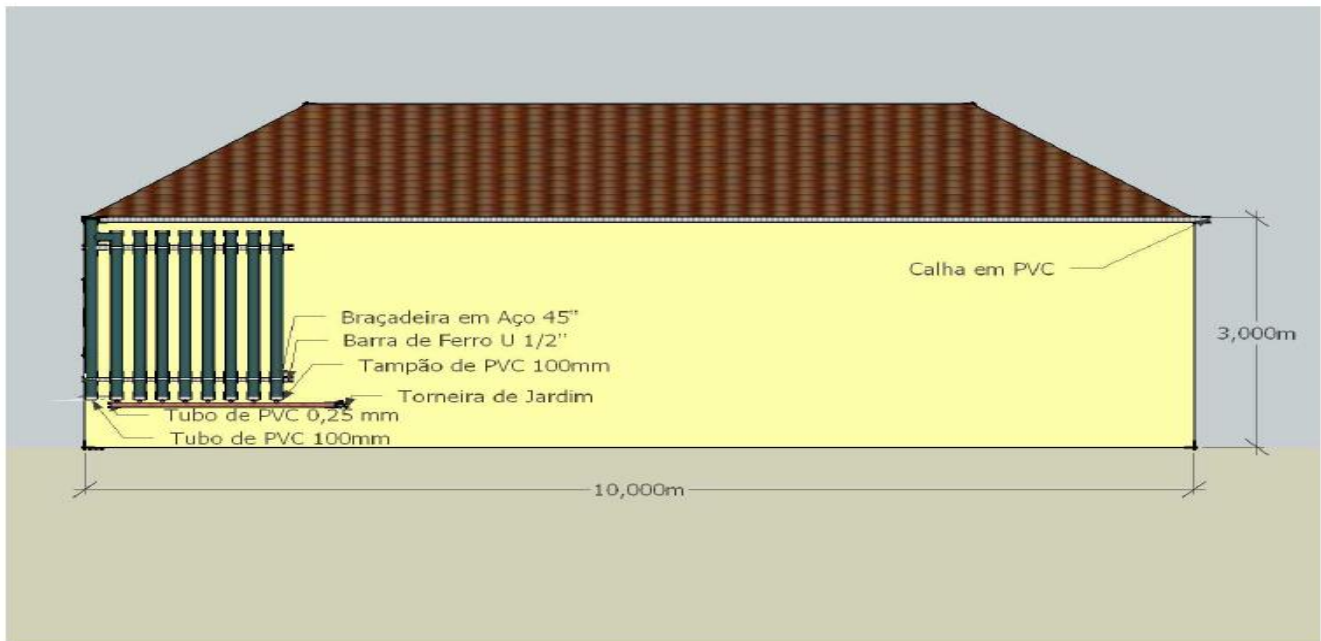 Calha em PVC
3,000m
Braçadeira em Aço 45"
Barra de Ferro U 1/2"
Tampão de PVC 100mm
Torneira de Jardim
Tubo de PVC 0,25 mm
Tubo de PVC 100mm
10,000m